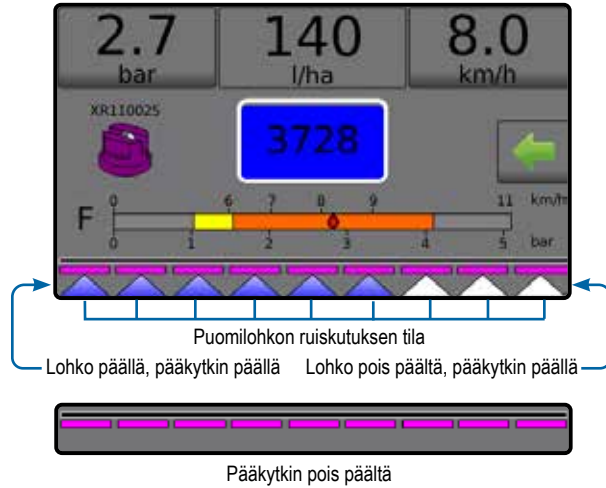 2.7 140 8.0
bar l/ha km/h
XR110025
3728
0 6 7 8 9 11 km/h
F
0 1 2 3 4 5 bar
Puomilohkon ruiskutuksen tila
Lohko päällä, pääkytkin päällä Lohko pois päältä, pääkytkin päällä
Pääkytkin pois päältä